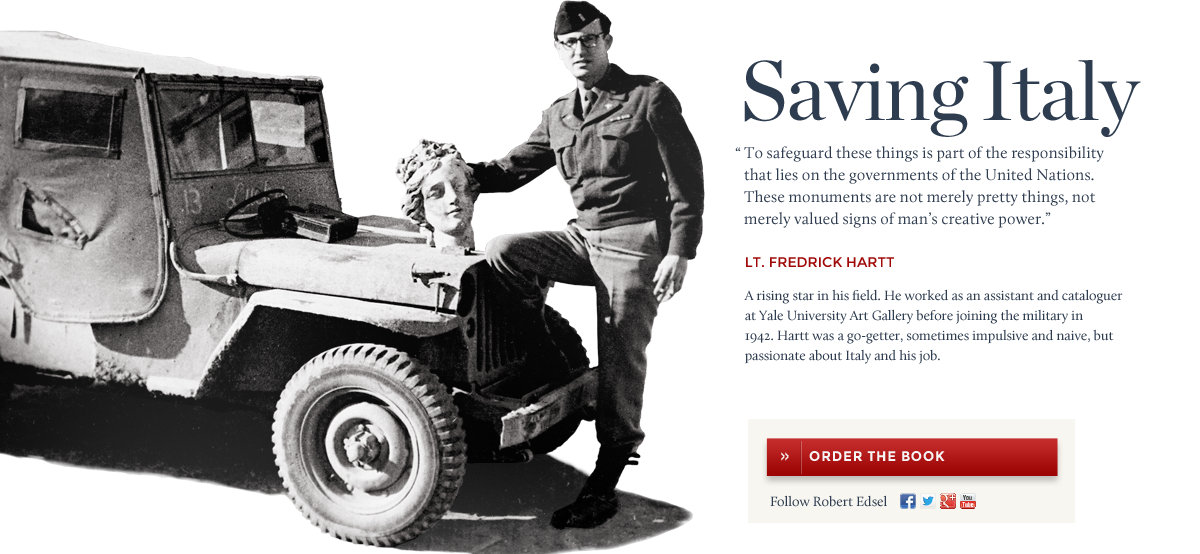 Saving Italy
“ To safeguard these things is part of the responsibility
that lies on the governments of the United Nations.
These monuments are not merely pretty things, not
merely valued signs of man’s creative power.”
LT. FREDRICK HARTT
A rising star in his field. He worked as an assistant and cataloguer
at Yale University Art Gallery before joining the military in
1942. Hartt was a go-getter, sometimes impulsive and naive, but
passionate about Italy and his job.
» ORDER THE BOOK
Follow Robert Edsel
13